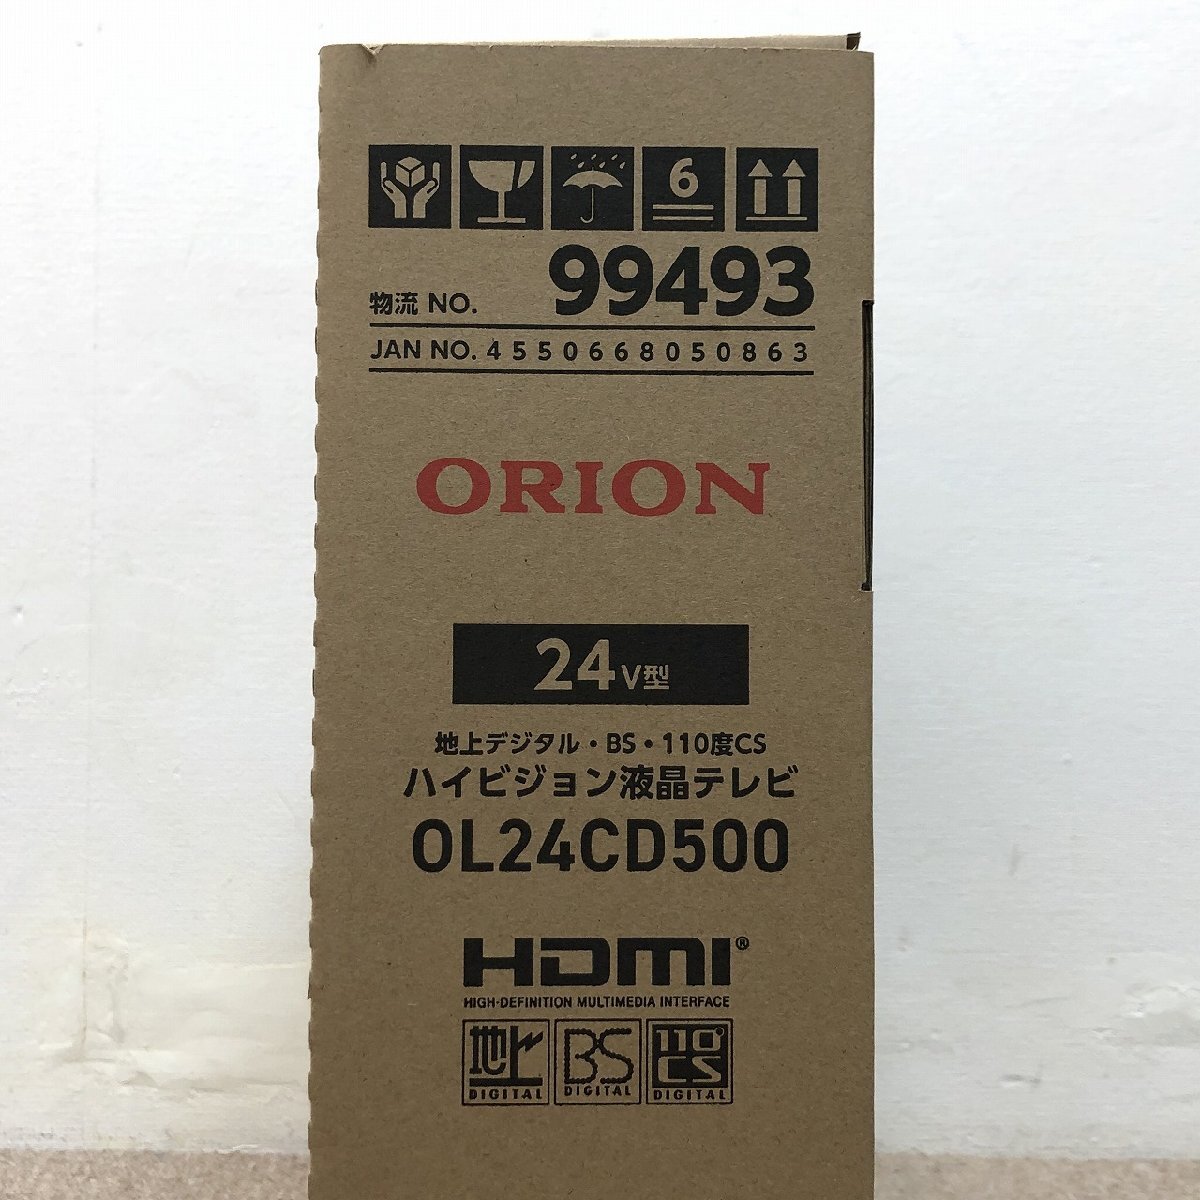 6
物流 NO. 99493
JAN NO. 4550668050863
ORION
24V型
地上デジタル・BS・110度CS
ハイビジョン液晶テレビ
OL24CD500
HDMI®
HIGH-DEFINITION MULTIMEDIA INTERFACE
地上 DIGITAL BS DIGITAL 110°CS DIGITAL